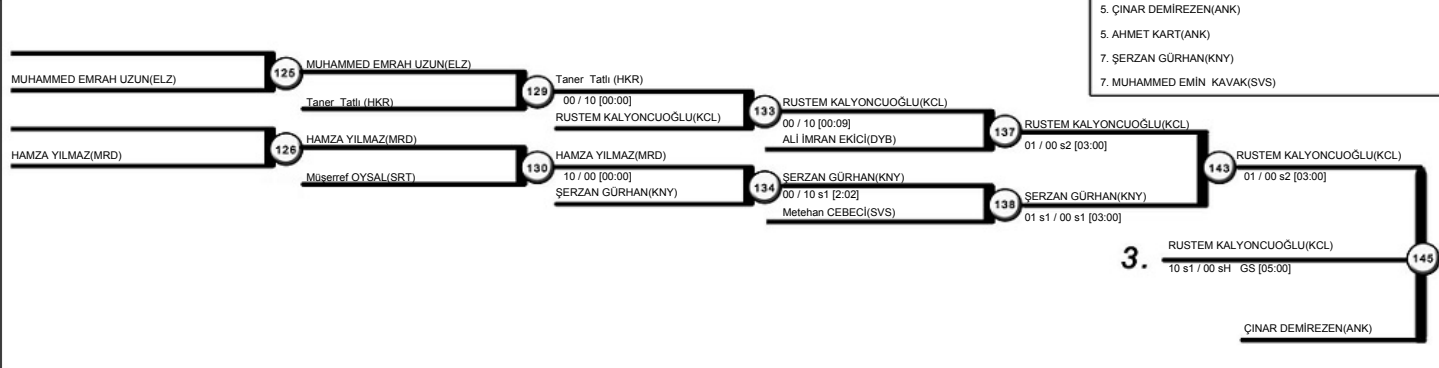 5. ÇINAR DEMİREZEN(ANK)
5. AHMET KART(ANK)
7. ŞERZAN GÜRHAN(KNY)
7. MUHAMMED EMİN KAVAK(SVS)
MUHAMMED EMRAH UZUN(ELZ)
125
MUHAMMED EMRAH UZUN(ELZ)
Taner Tatlı (HKR)
129
Taner Tatlı (HKR)
00 / 10 [00:00]
RUSTEM KALYONCUOĞLU(KCL)
133
RUSTEM KALYONCUOĞLU(KCL)
00 / 10 [00:09]
ALİ İMRAN EKİCİ(DYB)
137
RUSTEM KALYONCUOĞLU(KCL)
01 / 00 s2 [03:00]
HAMZA YILMAZ(MRD)
126
HAMZA YILMAZ(MRD)
Müşerref OYSAL(SRT)
130
HAMZA YILMAZ(MRD)
10 / 00 [00:00]
ŞERZAN GÜRHAN(KNY)
134
ŞERZAN GÜRHAN(KNY)
00 / 10 s1 [2:02]
Metehan CEBECİ(SVS)
138
ŞERZAN GÜRHAN(KNY)
01 s1 / 00 s1 [03:00]
143
RUSTEM KALYONCUOĞLU(KCL)
01 / 00 s2 [03:00]
3.
RUSTEM KALYONCUOĞLU(KCL)
10 s1 / 00 sH GS [05:00]
145
ÇINAR DEMİREZEN(ANK)